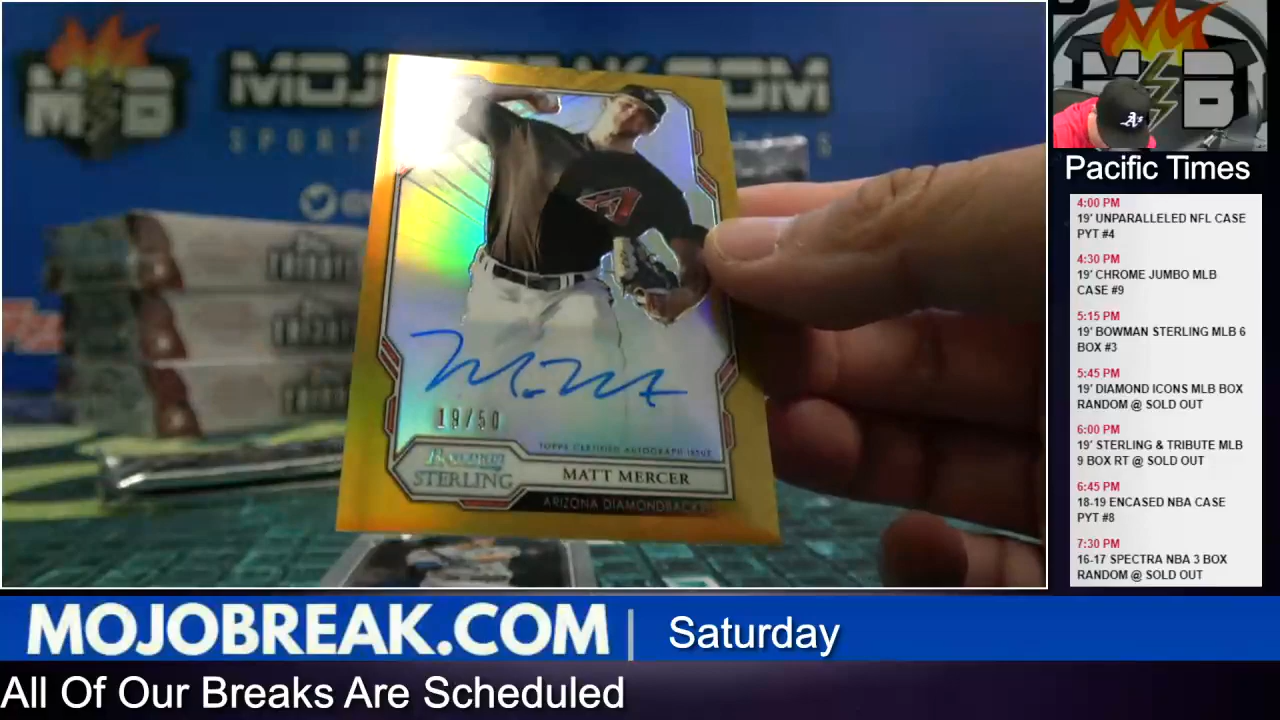 MOJOBREAK.COM
MB
MB
19/50
TOPPS CERTIFIED AUTOGRAPH ISSUE
Bowman
STERLING
MATT MERCER
ARIZONA DIAMONDBACKS
A's
Pacific Times
4:00 PM
19' UNPARALLELED NFL CASE
PYT #4
4:30 PM
19' CHROME JUMBO MLB
CASE #9
5:15 PM
19' BOWMAN STERLING MLB 6
BOX #3
5:45 PM
19' DIAMOND ICONS MLB BOX
RANDOM @ SOLD OUT
6:00 PM
19' STERLING & TRIBUTE MLB
9 BOX RT @ SOLD OUT
6:45 PM
18-19 ENCASED NBA CASE
PYT #8
7:30 PM
16-17 SPECTRA NBA 3 BOX
RANDOM @ SOLD OUT
MOJOBREAK.COM | Saturday
All Of Our Breaks Are Scheduled